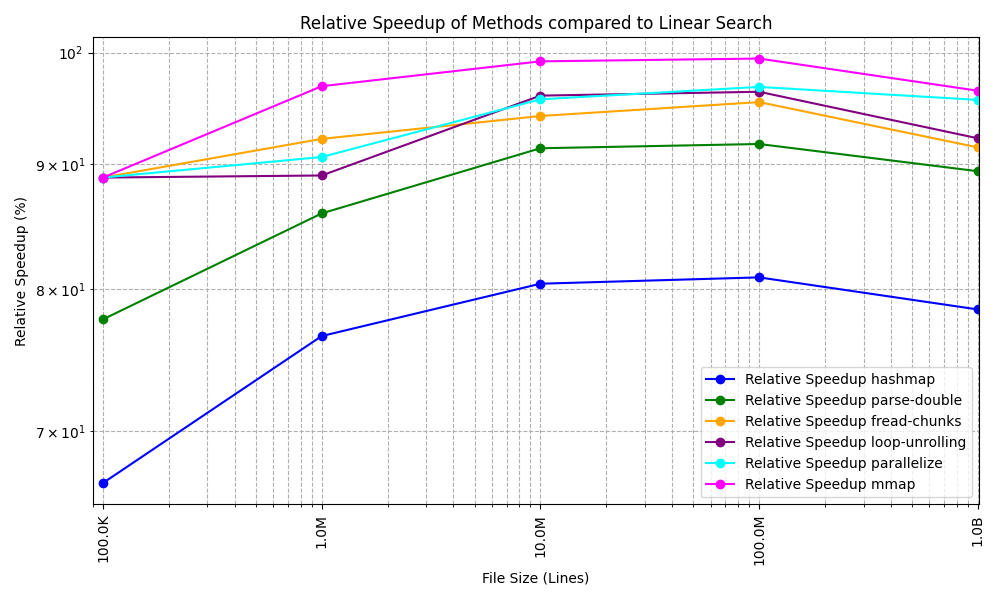 Relative Speedup of Methods compared to Linear Search
Relative Speedup (%)
10²
9 × 10¹
8 × 10¹
7 × 10¹
Relative Speedup hashmap
Relative Speedup parse-double
Relative Speedup fread-chunks
Relative Speedup loop-unrolling
Relative Speedup parallelize
Relative Speedup mmap
100.0K
1.0M
10.0M
100.0M
1.0B
File Size (Lines)